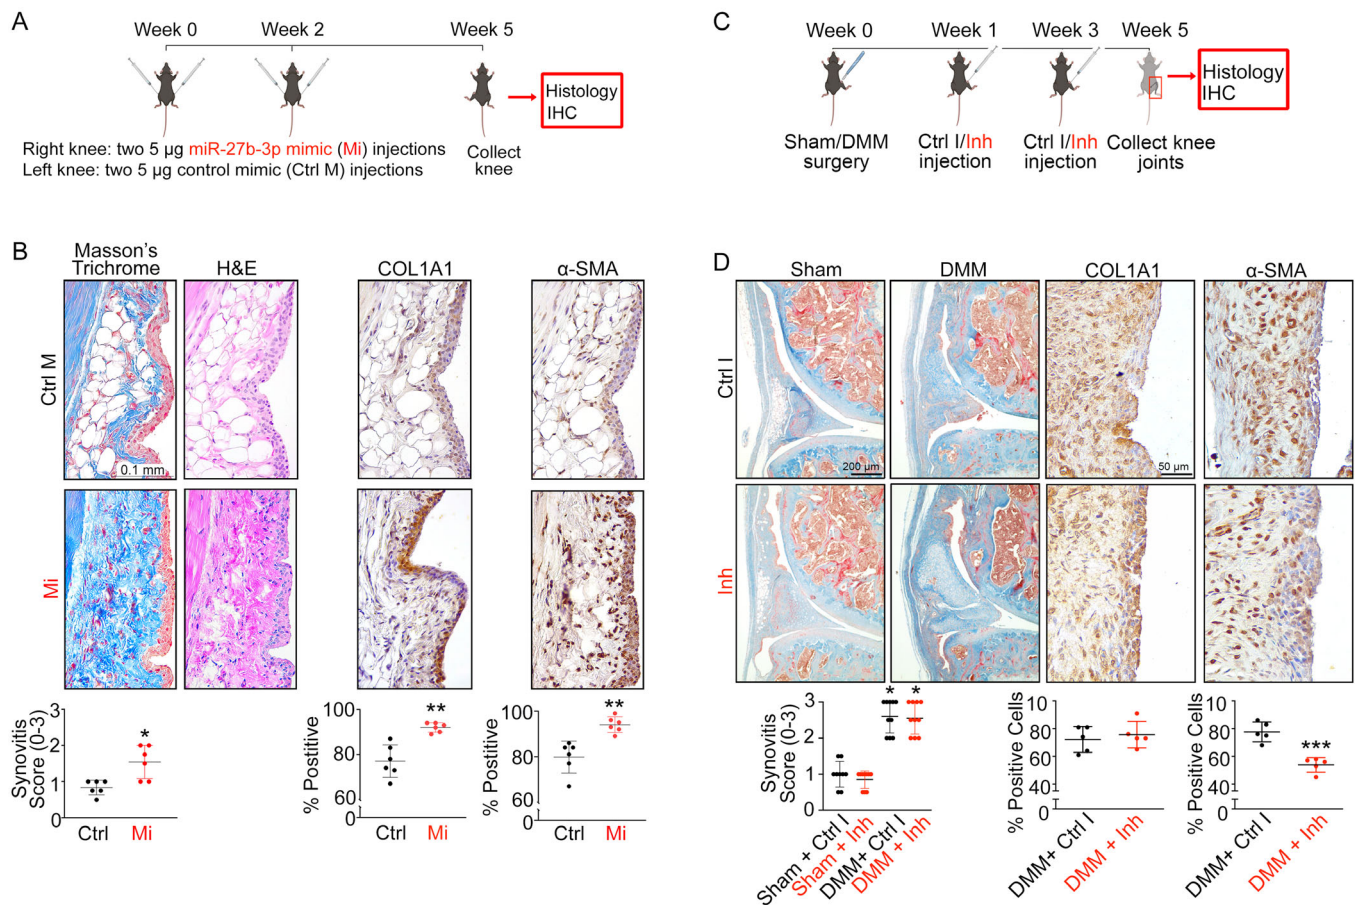 A
Week 0
Week 2
Week 5
Histology
IHC
Right knee: two 5 µg miR-27b-3p mimic (Mi) injections
Left knee: two 5 µg control mimic (Ctrl M) injections
Collect
knee
C
Week 0
Week 1
Week 3
Week 5
Histology
IHC
Sham/DMM
surgery
Ctrl I/Inh
injection
Ctrl I/Inh
injection
Collect knee
joints
B
Masson's
Trichrome
H&E
COL1A1
α-SMA
Ctrl M
0.1 mm
Mi
Synovitis
Score (0-3)
3
2
1
0
*
Ctrl
Mi
% Postitive
100
80
60
0
**
Ctrl
Mi
% Postitive
100
80
60
0
**
Ctrl
Mi
D
Sham
DMM
COL1A1
α-SMA
Ctrl I
200 µm
50 µm
Inh
Synovitis
Score (0-3)
3
2
1
0
*
*
Sham + Ctrl I
Sham + Inh
DMM+ Ctrl I
DMM + Inh
% Positive Cells
100
80
60
40
0
DMM+ Ctrl I
DMM + Inh
% Positive Cells
100
80
60
40
0
***
DMM+ Ctrl I
DMM + Inh